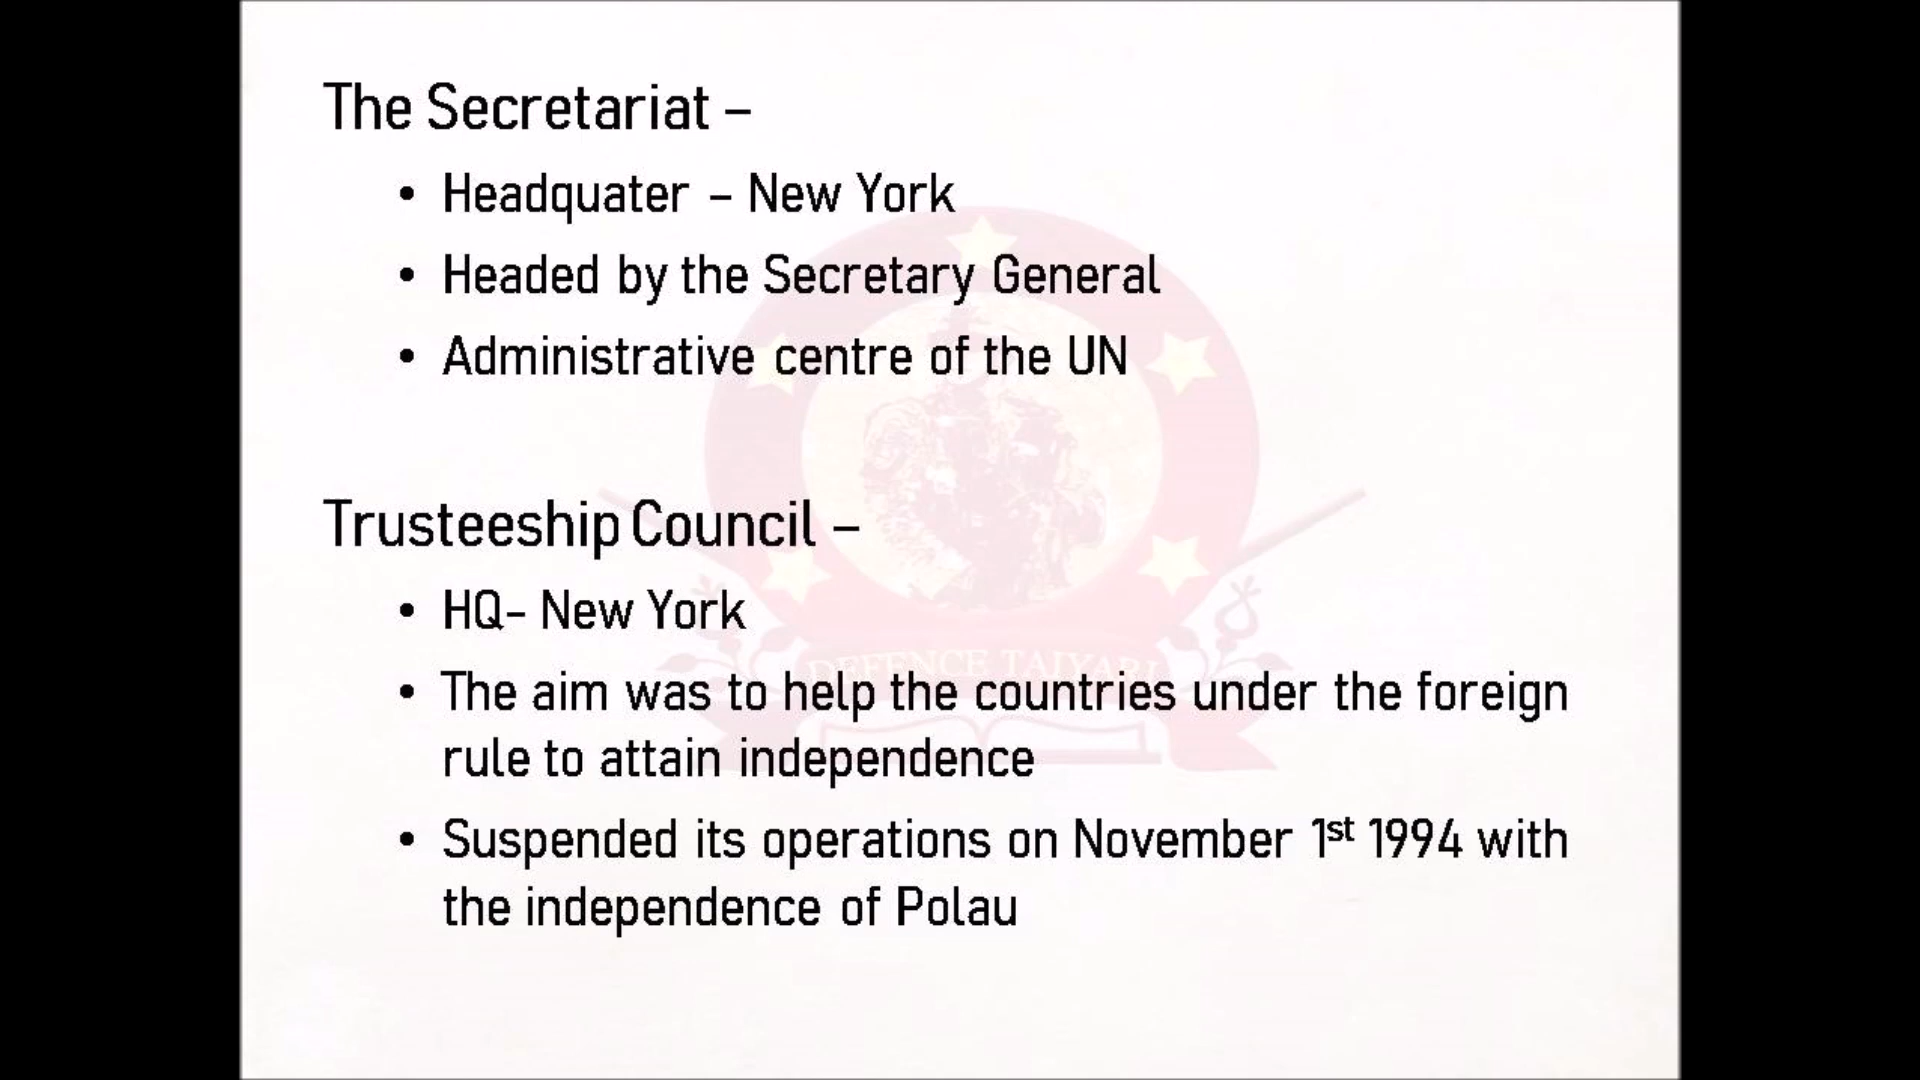 The Secretariat –
• Headquater – New York
• Headed by the Secretary General
• Administrative centre of the UN
Trusteeship Council –
• HQ- New York
DEFENCE TAIYARI
• The aim was to help the countries under the foreign
rule to attain independence
• Suspended its operations on November 1st 1994 with
the independence of Polau